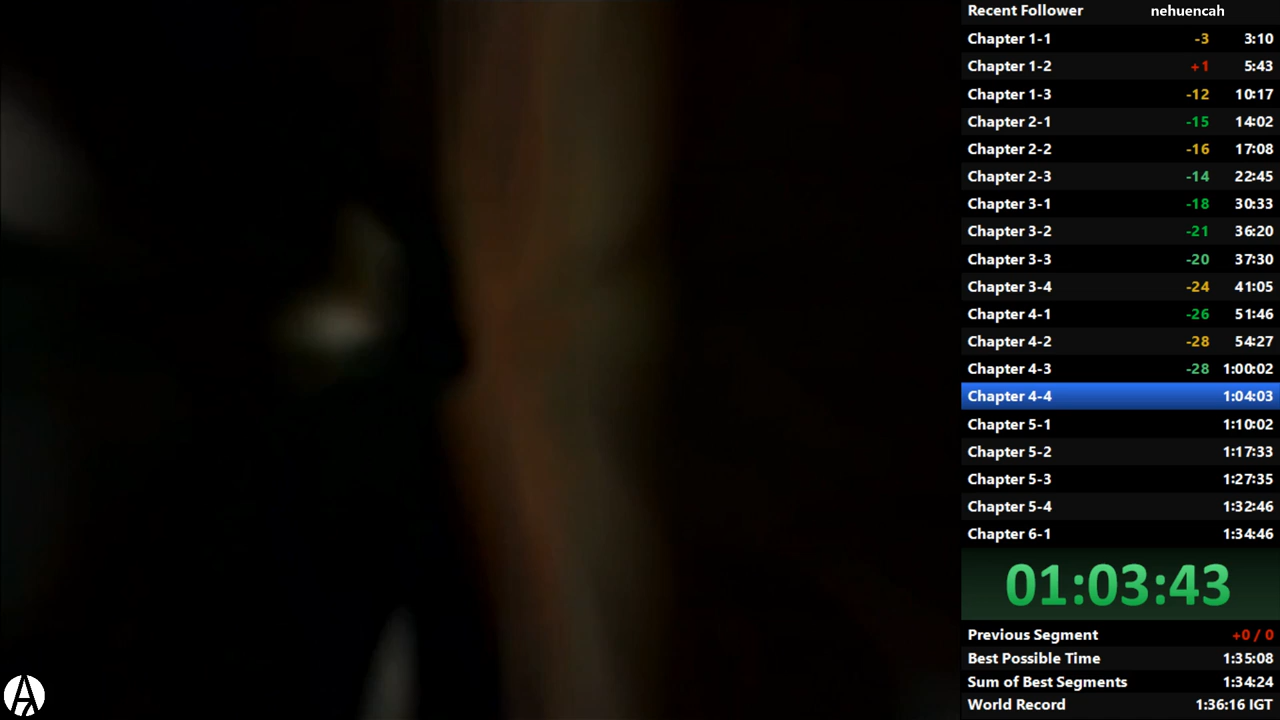 Recent Follower nehuencah
Chapter 1-1 -3 3:10
Chapter 1-2 +1 5:43
Chapter 1-3 -12 10:17
Chapter 2-1 -15 14:02
Chapter 2-2 -16 17:08
Chapter 2-3 -14 22:45
Chapter 3-1 -18 30:33
Chapter 3-2 -21 36:20
Chapter 3-3 -20 37:30
Chapter 3-4 -24 41:05
Chapter 4-1 -26 51:46
Chapter 4-2 -28 54:27
Chapter 4-3 -28 1:00:02
Chapter 4-4 1:04:03
Chapter 5-1 1:10:02
Chapter 5-2 1:17:33
Chapter 5-3 1:27:35
Chapter 5-4 1:32:46
Chapter 6-1 1:34:46
01:03:43
Previous Segment +0 / 0
Best Possible Time 1:35:08
Sum of Best Segments 1:34:24
World Record 1:36:16 IGT